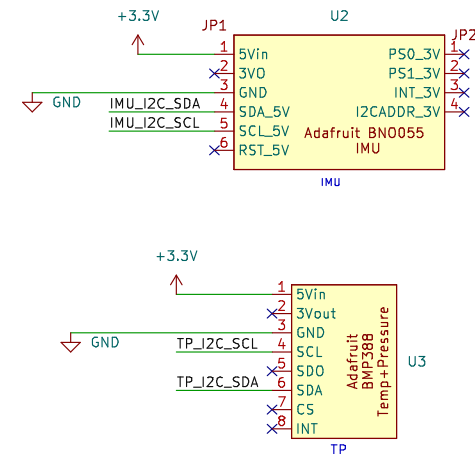 +3.3V
U2
JP1
JP2
1 5Vin PS0_3V 1
2 3VO PS1_3V 2
GND 3 GND INT_3V 3
IMU_I2C_SDA 4 SDA_5V I2CADDR_3V 4
IMU_I2C_SCL 5 SCL_5V Adafruit BNO055
6 RST_5V IMU
IMU
+3.3V
1 5Vin
2 3Vout
GND 3 GND
TP_I2C_SCL 4 SCL
5 SDO
TP_I2C_SDA 6 SDA
7 CS
8 INT
Adafruit
BMP388
Temp+Pressure
U3
TP